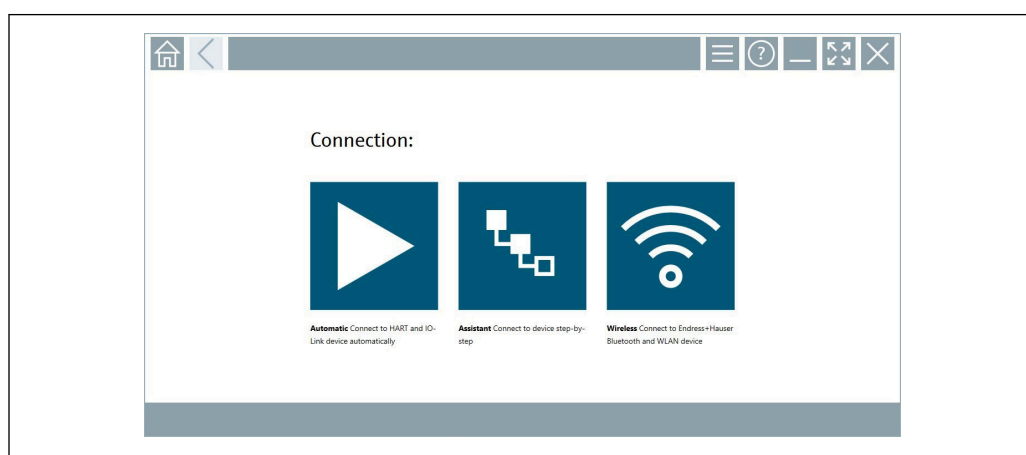 ?
Connection:
Automatic Connect to HART and IO-
Link device automatically
Assistant Connect to device step-by-
step
Wireless Connect to Endress+Hauser
Bluetooth and WLAN device